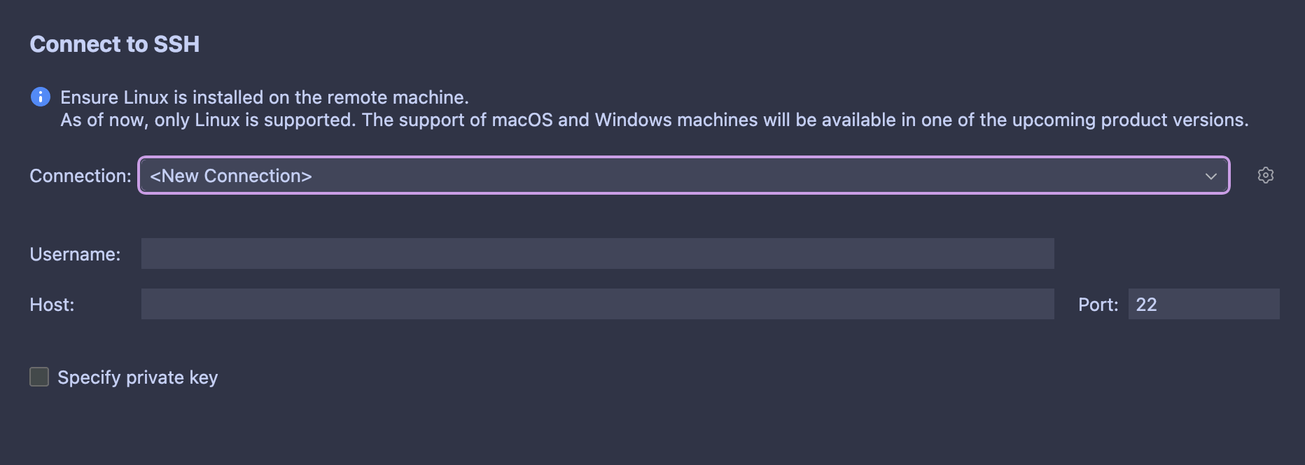 Connect to SSH
Ensure Linux is installed on the remote machine.
As of now, only Linux is supported. The support of macOS and Windows machines will be available in one of the upcoming product versions.
Connection: <New Connection>
Username:
Host: Port: 22
Specify private key